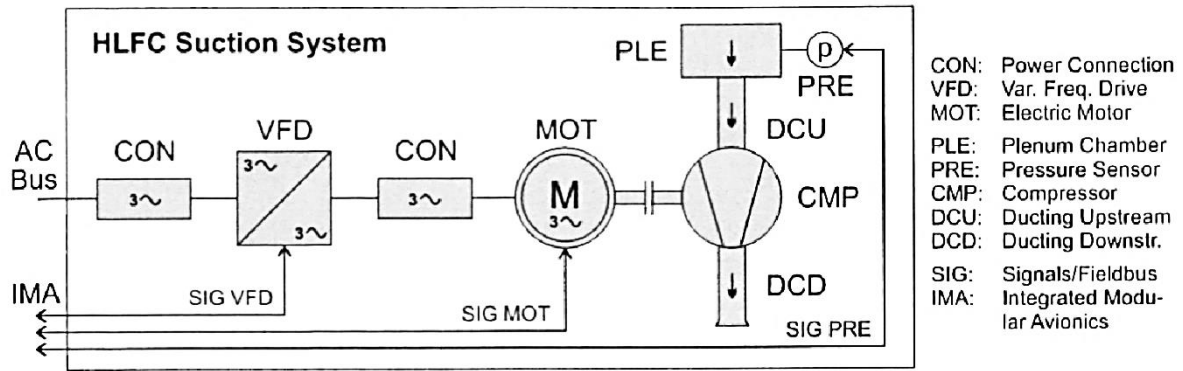 HLFC Suction System
PLE
p
PRE
DCU
AC
Bus
CON
3~
VFD
3~
3~
CON
3~
MOT
M
3~
CMP
DCD
IMA
SIG VFD
SIG MOT
SIG PRE
CON: Power Connection
VFD: Var. Freq. Drive
MOT: Electric Motor
PLE: Plenum Chamber
PRE: Pressure Sensor
CMP: Compressor
DCU: Ducting Upstream
DCD: Ducting Downstr.
SIG: Signals/Fieldbus
IMA: Integrated Modu-
lar Avionics